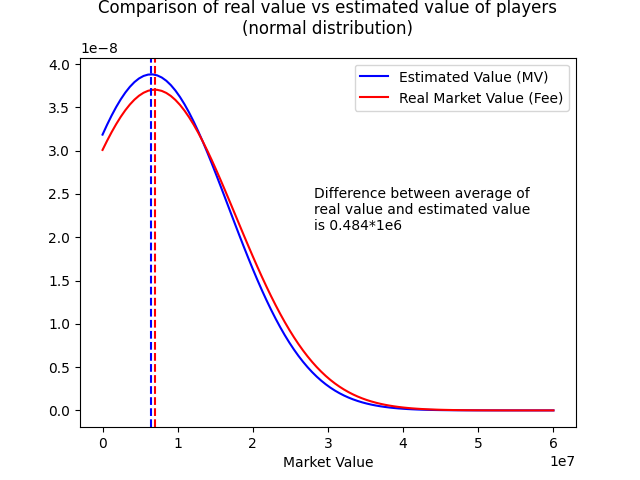 Comparison of real value vs estimated value of players
(normal distribution)
1e−8
4.0
3.5
3.0
2.5
2.0
1.5
1.0
0.5
0.0
Estimated Value (MV)
Real Market Value (Fee)
Difference between average of
real value and estimated value
is 0.484*1e6
0 1 2 3 4 5 6
1e7
Market Value